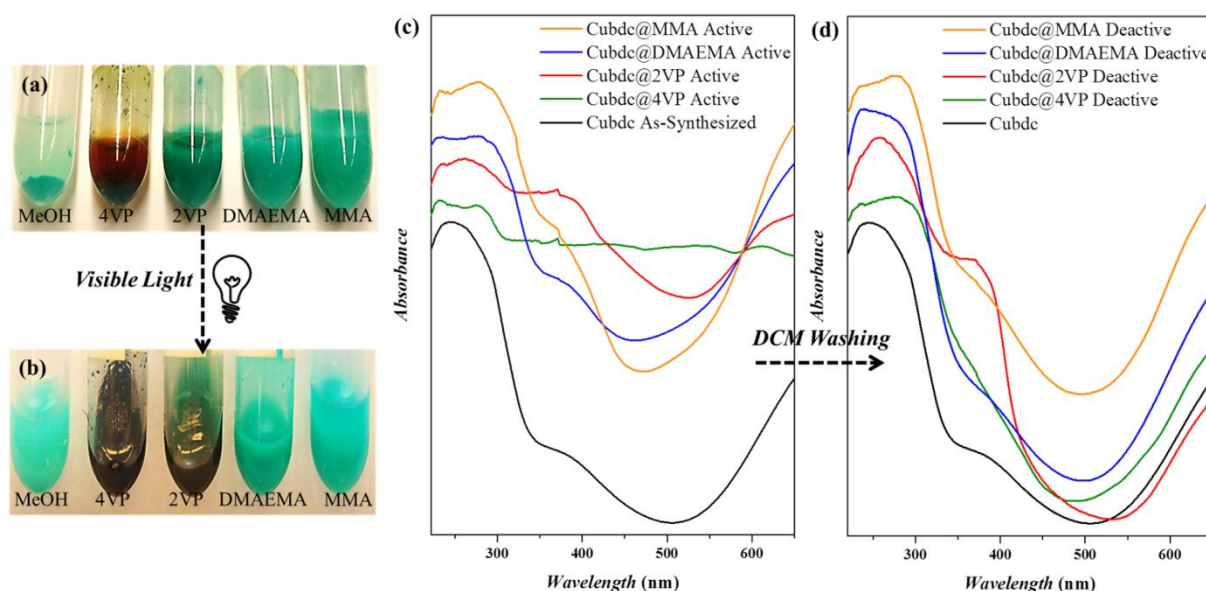 (a)
MeOH 4VP 2VP DMAEMA MMA
Visible Light
(b)
MeOH 4VP 2VP DMAEMA MMA
(c)
Cubdc@MMA Active
Cubdc@DMAEMA Active
Cubdc@2VP Active
Cubdc@4VP Active
Cubdc As-Synthesized
Absorbance
300 400 500 600
Wavelength (nm)
DCM Washing
(d)
Cubdc@MMA Deactive
Cubdc@DMAEMA Deactive
Cubdc@2VP Deactive
Cubdc@4VP Deactive
Cubdc
Absorbance
300 400 500 600
Wavelength (nm)